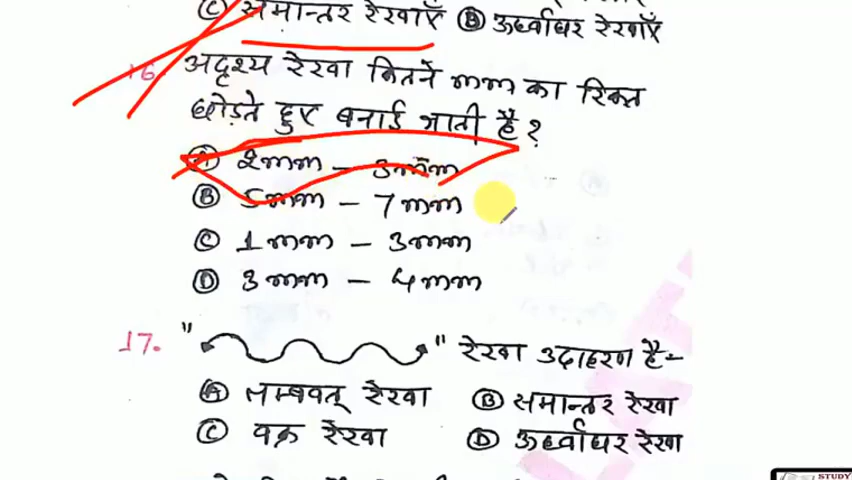 Ⓒ समान्तर रेखाएँ Ⓑ ऊर्ध्वाधर रेखाएँ
16. अदृश्य रेखा कितने mm का रिक्त
छोड़ते हुए बनाई जाती है ?
Ⓐ 2mm – 3mm
Ⓑ 5mm – 7mm
Ⓒ 1mm – 3mm
Ⓓ 3mm – 4mm
17. " " रेखा उदाहरण है–
Ⓐ लम्बवत् रेखा Ⓑ समान्तर रेखा
Ⓒ वक्र रेखा Ⓓ ऊर्ध्वाधर रेखा
STUDY